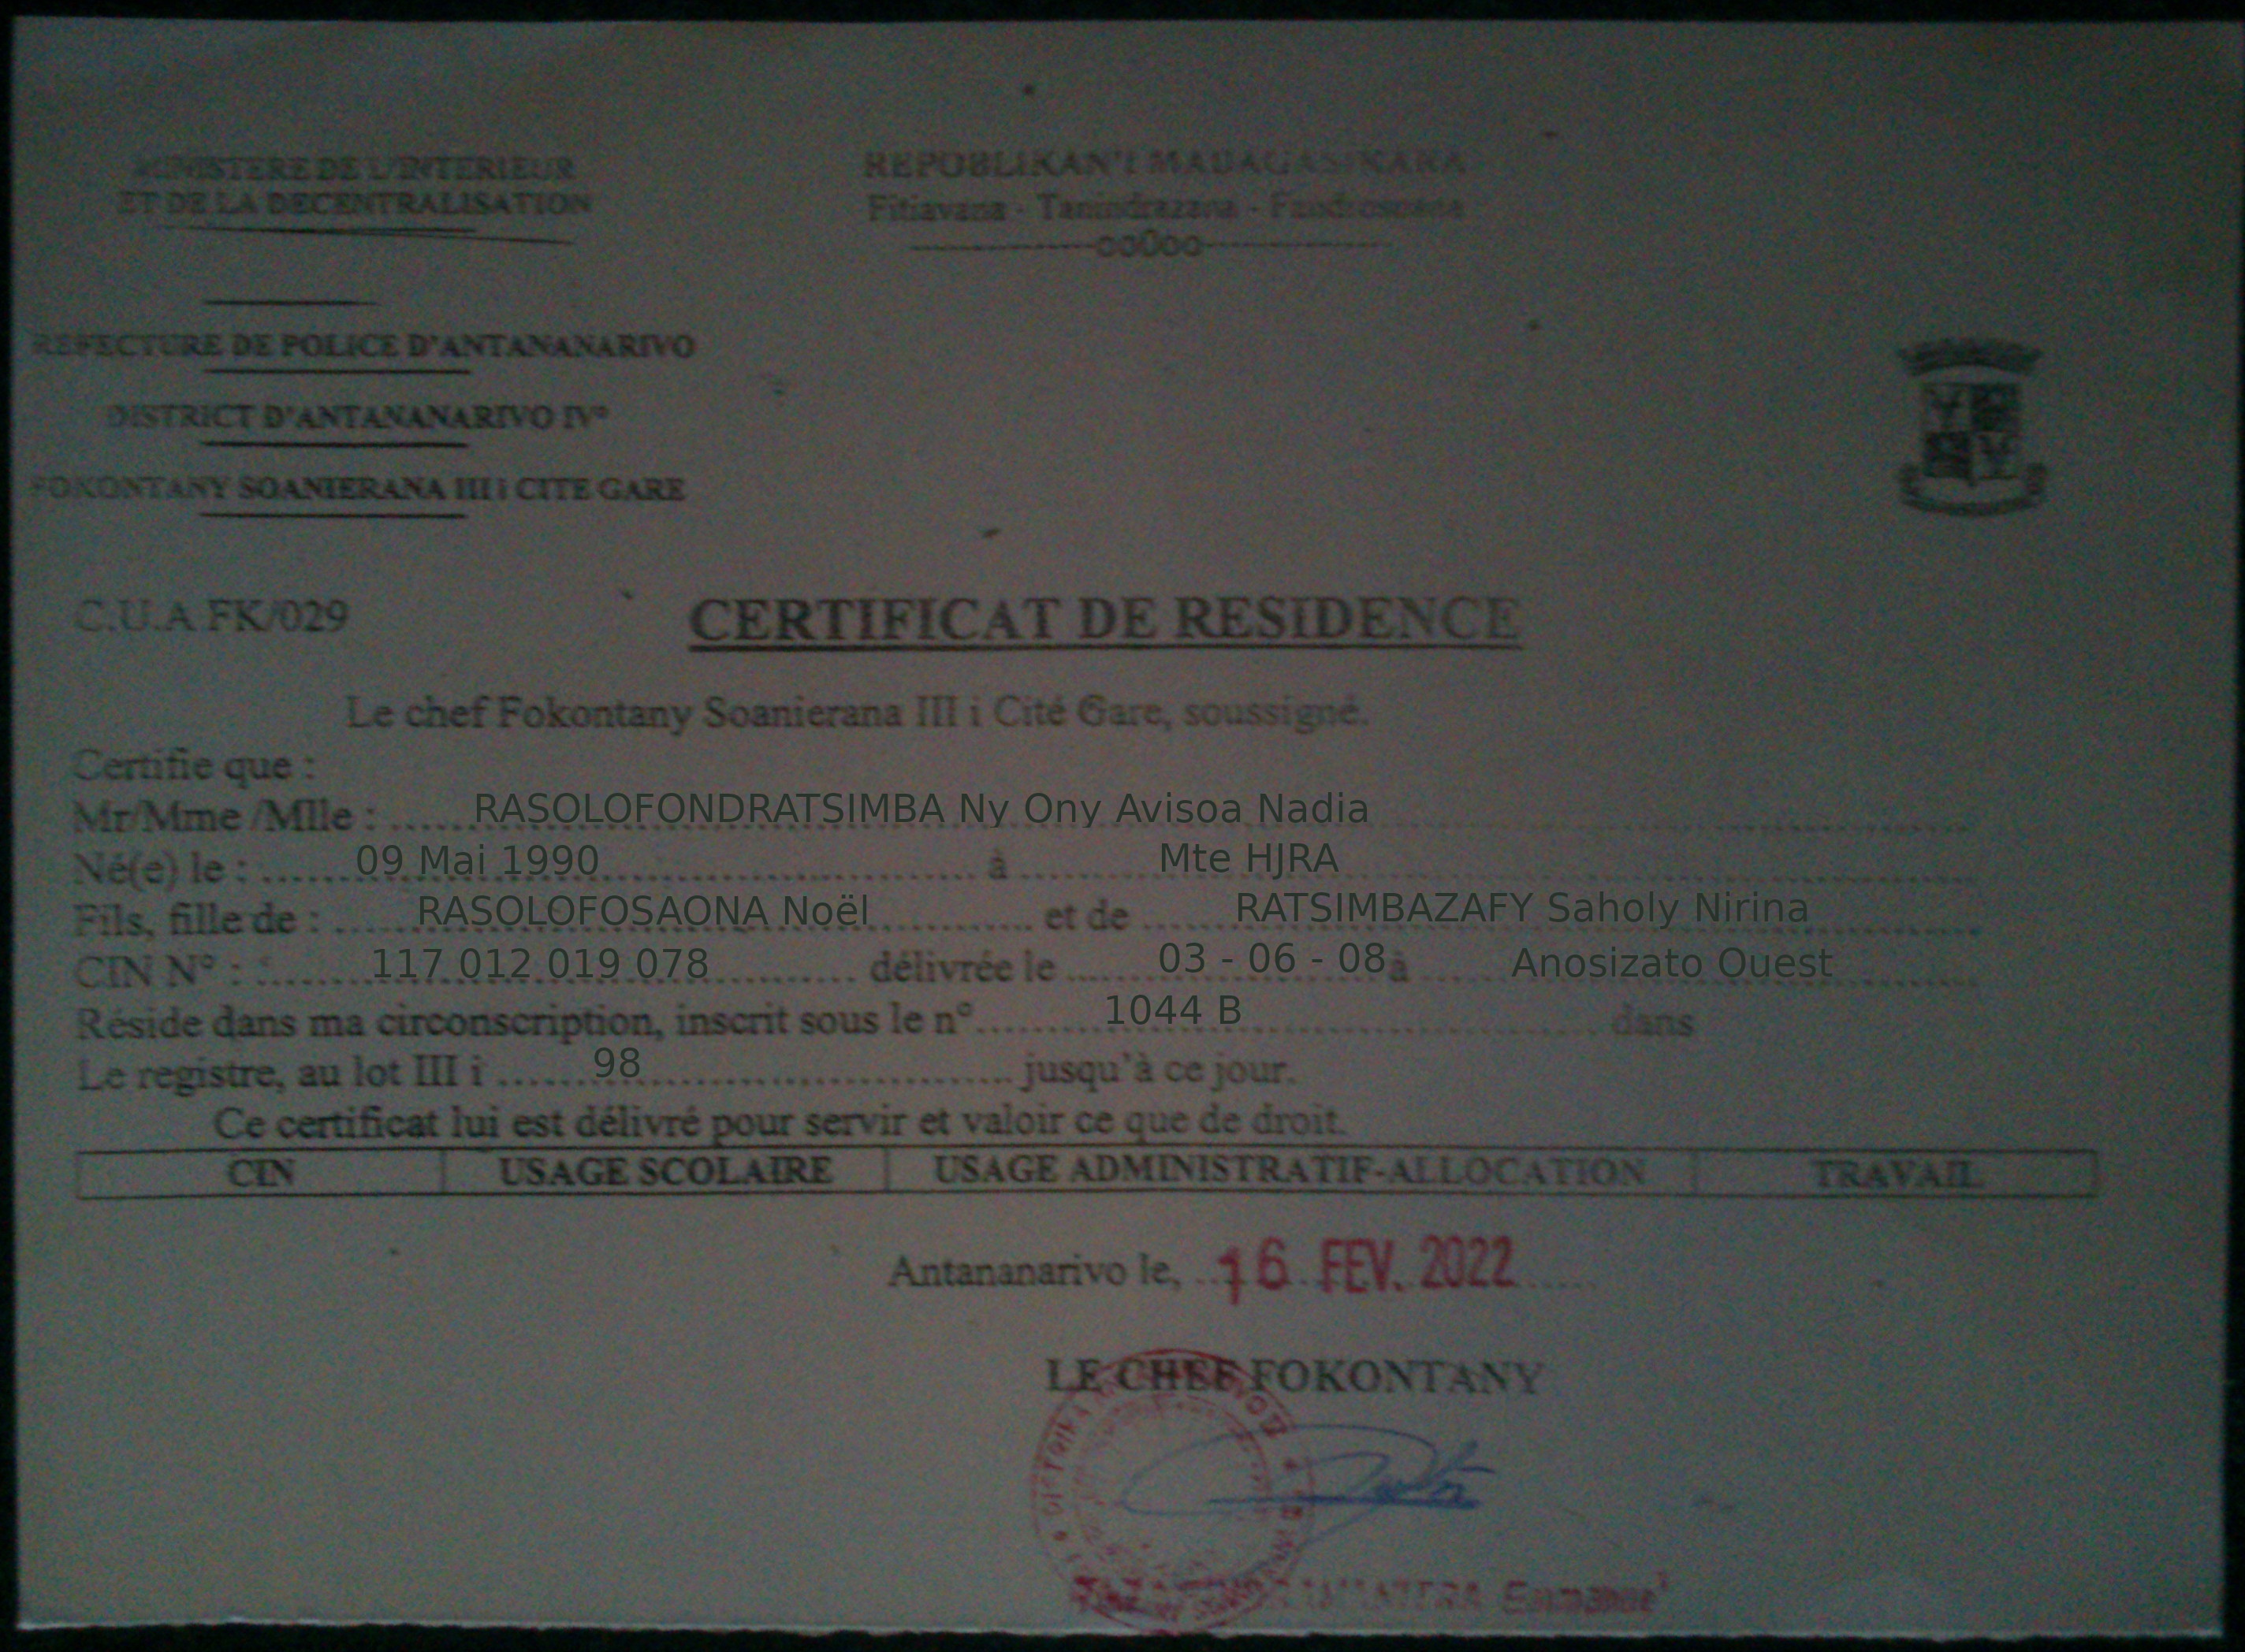 MINISTERE DE L'INTERIEUR
ET DE LA DECENTRALISATION
REPOBLIKAN'I MADAGASIKARA
Fitiavana - Tanindrazana - Fandrosoana
oo0oo
REFECTURE DE POLICE D'ANTANANARIVO
DISTRICT D'ANTANANARIVO IV°
FOKONTANY SOANIERANA III i CITE GARE
C.U.A FK/029
CERTIFICAT DE RESIDENCE
Le chef Fokontany Soanierana III i Cité Gare, soussigné.
Certifie que :
Mr/Mme /Mlle : RASOLOFONDRATSIMBA Ny Ony Avisoa Nadia
Né(e) le : 09 Mai 1990 à Mte HJRA
Fils, fille de : RASOLOFOSAONA Noël et de RATSIMBAZAFY Saholy Nirina
CIN N° : 117 012 019 078 délivrée le 03 - 06 - 08 à Anosizato Ouest
Réside dans ma circonscription, inscrit sous le n° 1044 B dans
Le registre, au lot III i 98 jusqu'à ce jour.
Ce certificat lui est délivré pour servir et valoir ce que de droit.
CIN USAGE SCOLAIRE USAGE ADMINISTRATIF-ALLOCATION TRAVAIL
Antananarivo le, 16 FEV. 2022
LE CHEF FOKONTANY
Emmanuel